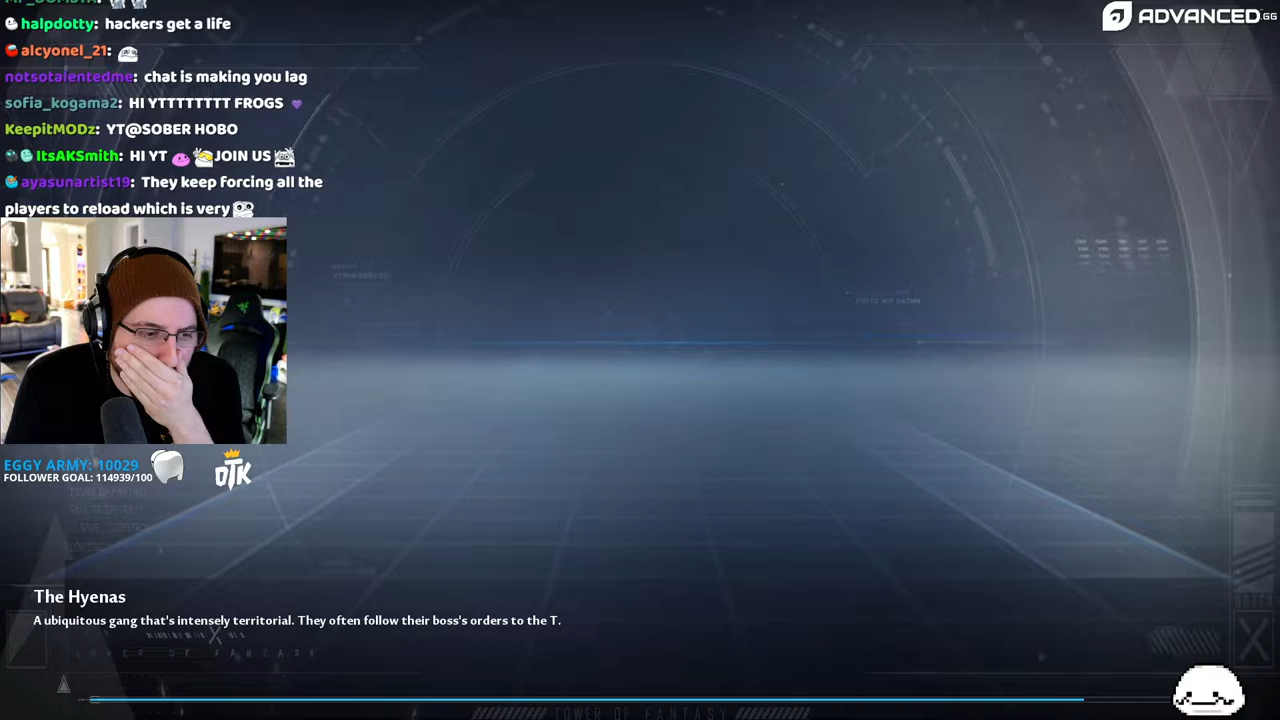 ADVANCED.GG
halpdotty: hackers get a life
alcyonel_21:
notsotalentedme: chat is making you lag
sofia_kogama2: HI YTTTTTTTT FROGS
KeepitMODz: YT@SOBER HOBO
ItsAKSmith: HI YT JOIN US
ayasunartist19: They keep forcing all the
players to reload which is very
EGGY ARMY: 10029
FOLLOWER GOAL: 114939/100
DTK
The Hyenas
A ubiquitous gang that's intensely territorial. They often follow their boss's orders to the T.
TOWER OF FANTASY